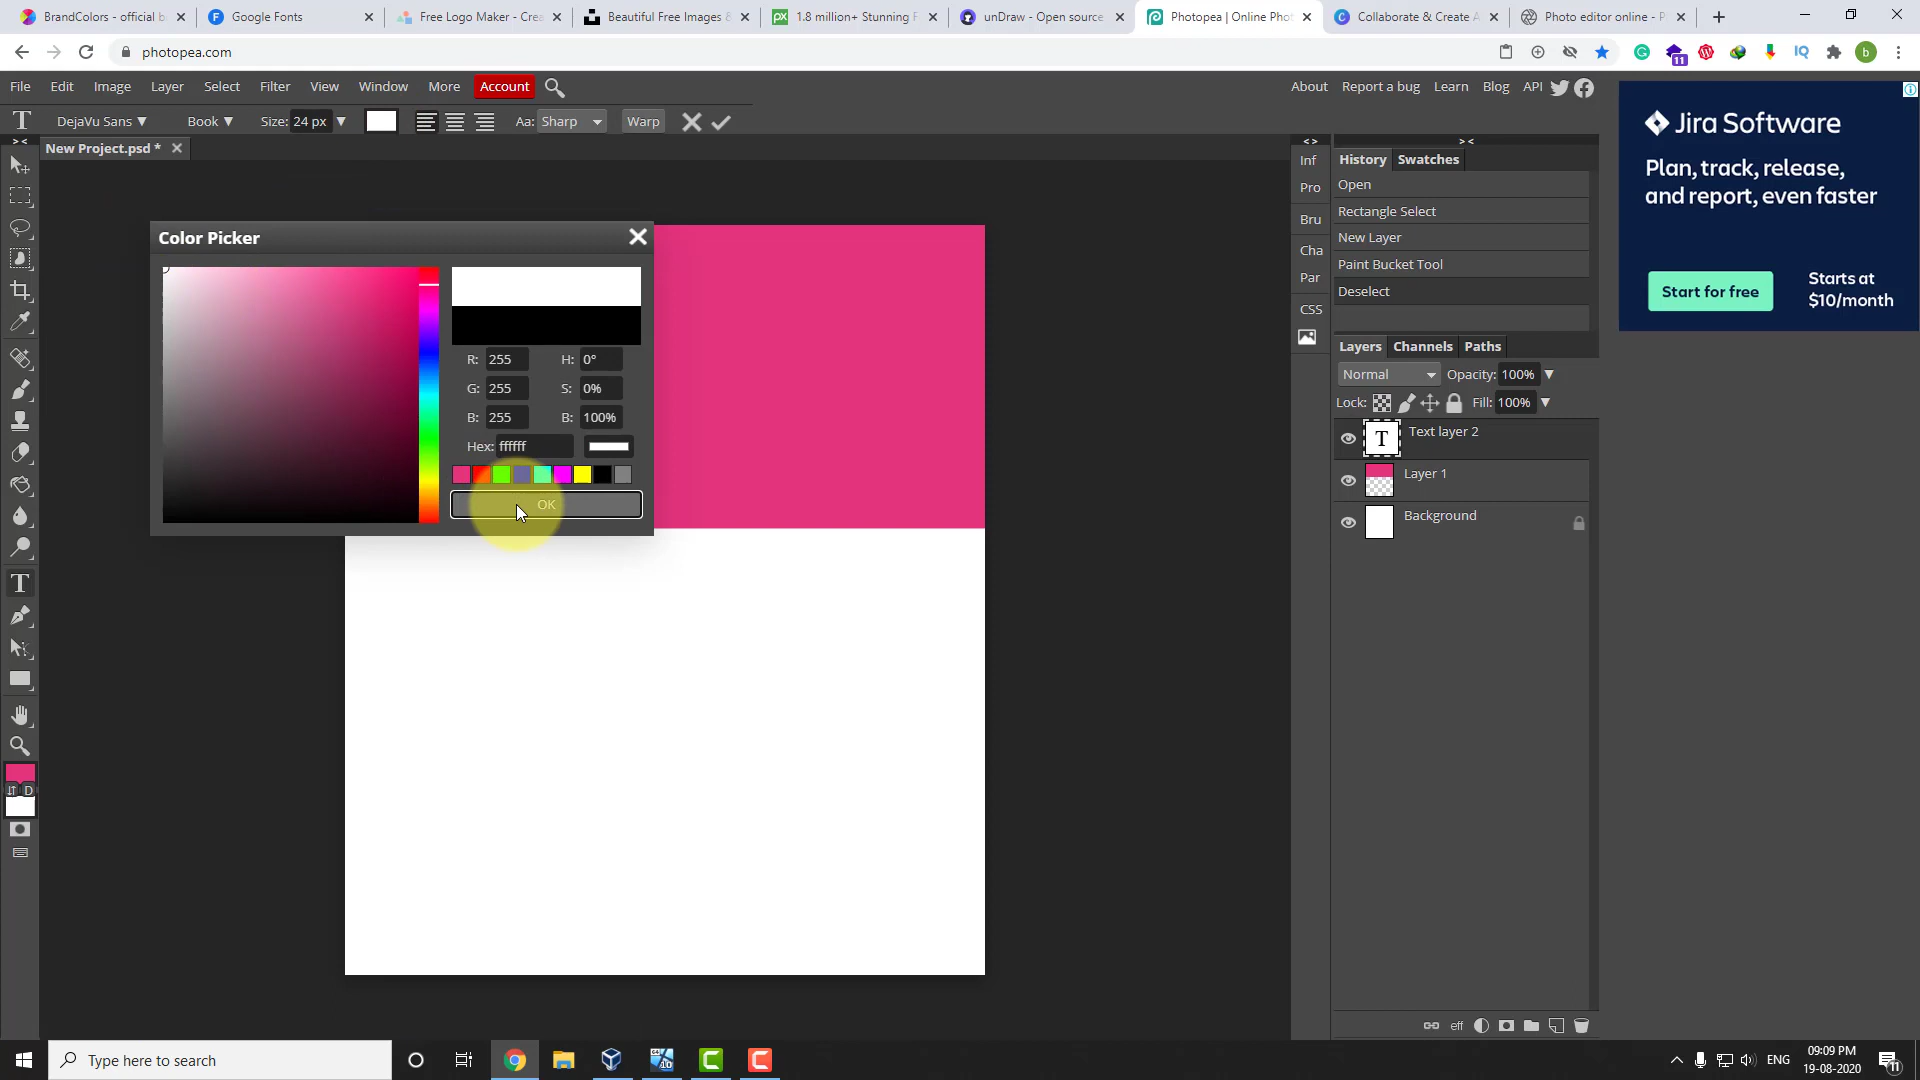 BrandColors - official b
Google Fonts
Free Logo Maker - Crea
Beautiful Free Images &
1.8 million+ Stunning F
unDraw - Open source
Photopea | Online Phot
Collaborate & Create A
Photo editor online - P
photopea.com
11
b
File Edit Image Layer Select Filter View Window More Account
About Report a bug Learn Blog API
DejaVu Sans Book Size: 24 px Aa: Sharp Warp
New Project.psd *
Color Picker
R: 255 H: 0°
G: 255 S: 0%
B: 255 B: 100%
Hex: ffffff
OK
D
Inf
Pro
Bru
Cha
Par
CSS
History Swatches
Open
Rectangle Select
New Layer
Paint Bucket Tool
Deselect
Layers Channels Paths
Normal Opacity: 100%
Lock: Fill: 100%
T Text layer 2
Layer 1
Background
eff
Jira Software
Plan, track, release,
and report, even faster
Start for free
Starts at
$10/month
Type here to search
64
10
ENG
09:09 PM
19-08-2020
11